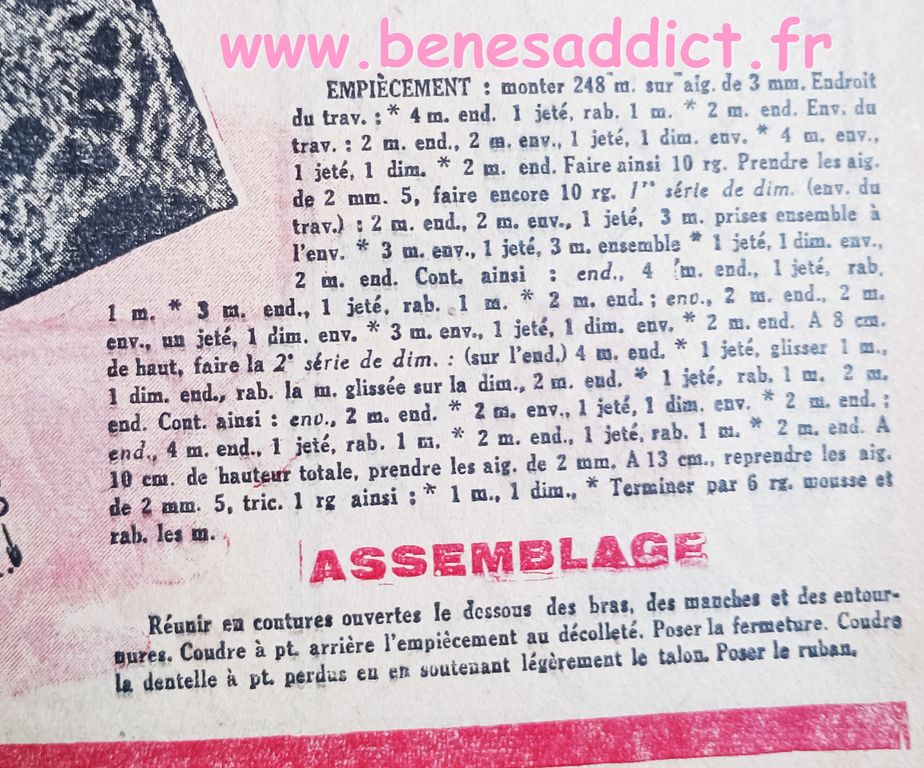 www.benesaddict.fr
EMPIÈCEMENT : monter 248 m. sur aig. de 3 mm. Endroit
du trav. : * 4 m. end. 1 jeté, rab. 1 m. * 2 m. end. Env. du
trav. : 2 m. end., 2 m. env., 1 jeté, 1 dim. env. * 4 m. env.,
1 jeté, 1 dim. * 2 m. end. Faire ainsi 10 rg. Prendre les aig.
de 2 mm. 5, faire encore 10 rg. 1re série de dim. (env. du
trav.) : 2 m. end., 2 m. env., 1 jeté, 3 m. prises ensemble à
l'env. * 3 m. env., 1 jeté, 3 m. ensemble * 1 jeté, 1 dim. env.,
2 m. end. Cont. ainsi : end., 4 m. end., 1 jeté, rab.
1 m. * 3 m. end., 1 jeté, rab. 1 m. * 2 m. end. ; env., 2 m. end., 2 m.
env., un jeté, 1 dim. env. * 3 m. env., 1 jeté, 1 dim. env. * 2 m. end. A 8 cm.
de haut, faire la 2e série de dim. : (sur l'end.) 4 m. end. * 1 jeté, glisser 1 m.,
1 dim. end., rab. la m. glissée sur la dim., 2 m. end. * 1 jeté, rab. 1 m. 2 m.
end. Cont. ainsi : env., 2 m. end. * 2 m. env., 1 jeté, 1 dim. env. * 2 m. end. ;
end., 4 m. end., 1 jeté, rab. 1 m. * 2 m. end., 1 jeté, rab. 1 m. * 2 m. end. A
10 cm. de hauteur totale, prendre les aig. de 2 mm. A 13 cm., reprendre les aig.
de 2 mm. 5, tric. 1 rg ainsi : * 1 m., 1 dim., * Terminer par 6 rg. mousse et
rab. les m.
ASSEMBLAGE
Réunir en coutures ouvertes le dessous des bras, des manches et des entour-
nures. Coudre à pt. arrière l'empiècement au décolleté. Poser la fermeture. Coudre
la dentelle à pt. perdus eu en soutenant légèrement le talon. Poser le ruban.